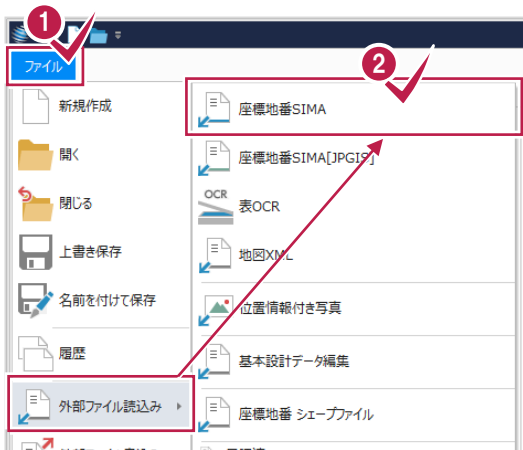 1
ファイル
新規作成
開く
閉じる
上書き保存
名前を付けて保存
履歴
外部ファイル読込み
2
座標地番SIMA
座標地番SIMA[JPGIS]
OCR
表OCR
地図XML
位置情報付き写真
基本設計データ編集
座標地番 シェープファイル